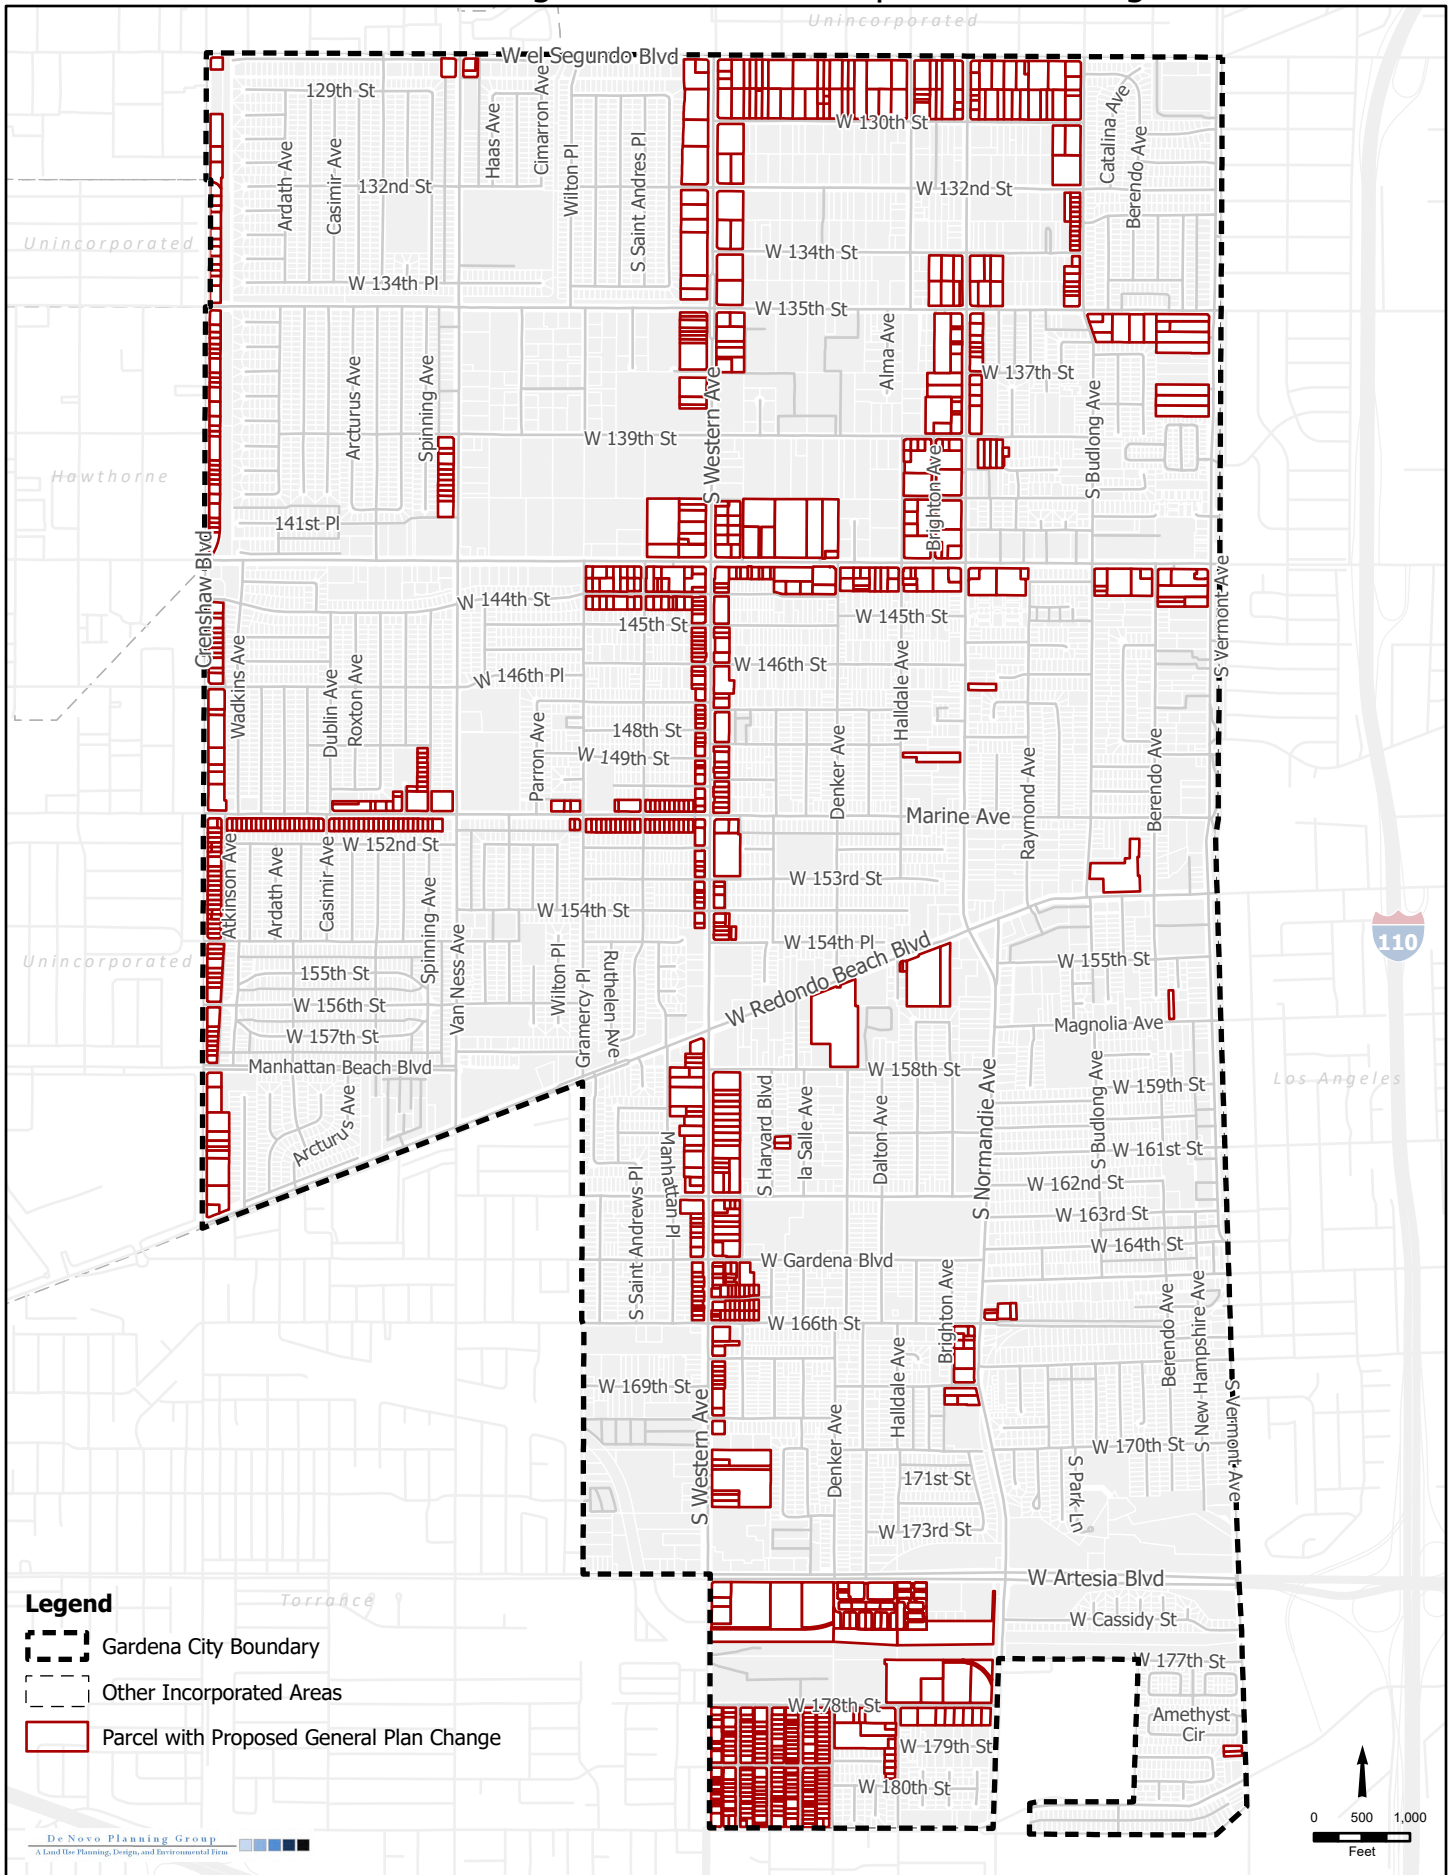 Unincorporated
W el Segundo Blvd
129th St
W 130th St
Catalina Ave
Berendo Ave
Haas Ave
Cimarron Ave
Wilton Pl
S Saint Andres Pl
Ardath Ave
Casimir Ave
132nd St
W 132nd St
Unincorporated
W 134th St
W 134th Pl
W 135th St
Alma Ave
Arcturus Ave
Spinning Ave
S Western Ave
W 137th St
S Budlong Ave
W 139th St
Hawthorne
Brighton Ave
141st Pl
Crenshaw Blvd
S Vermont Ave
W 144th St
145th St
W 145th St
Wadkins Ave
Dublin Ave
Roxton Ave
W 146th Pl
W 146th St
Halldale Ave
Parron Ave
148th St
W 149th St
Denker Ave
Raymond Ave
Berendo Ave
Marine Ave
Atkinson Ave
Ardath Ave
Casimir Ave
W 152nd St
Spinning Ave
W 153rd St
W 154th St
110
Unincorporated
Van Ness Ave
Wilton Pl
Gramercy Pl
Ruthelen Ave
W 154th Pl
W Redondo Beach Blvd
W 155th St
155th St
W 156th St
W 157th St
Magnolia Ave
Manhattan Beach Blvd
W 158th St
S Normandie Ave
S Budlong Ave
W 159th St
Los Angeles
Arcturu's Ave
Manhattan Pl
S Saint Andrews Pl
S Harvard Blvd
la Salle Ave
Dalton Ave
W 161st St
W 162nd St
W 163rd St
W 164th St
W Gardena Blvd
Brighton Ave
Berendo Ave
S New Hampshire Ave
W 166th St
Halldale Ave
W 169th St
S Western Ave
Denker Ave
S Vermont Ave
W 170th St
171st St
S Park Ln
W 173rd St
W Artesia Blvd
Torrance
W Cassidy St
W 177th St
W 178th St
Amethyst
Cir
W 179th St
W 180th St
Legend
Gardena City Boundary
Other Incorporated Areas
Parcel with Proposed General Plan Change
0 500 1,000
Feet
De Novo Planning Group
A Land Use Planning, Design, and Environmental Firm